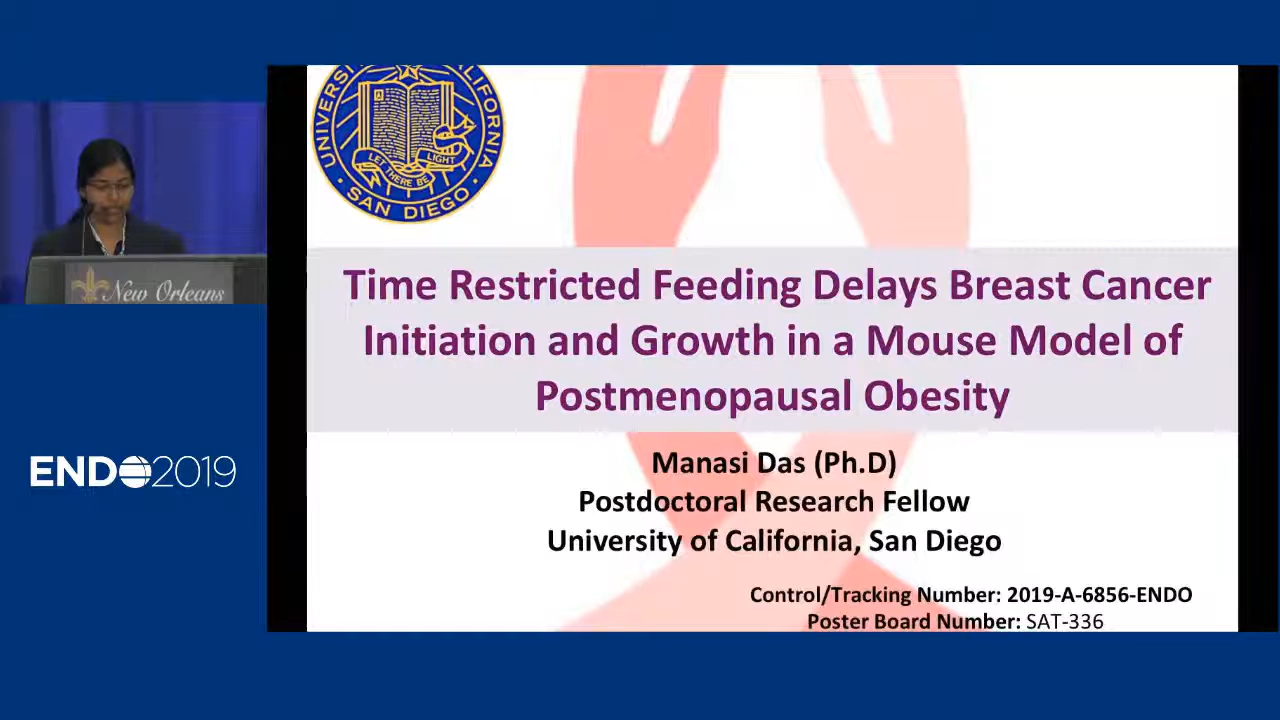 UNIVERSITY OF CALIFORNIA
LET THERE BE LIGHT
SAN DIEGO
New Orleans
Time Restricted Feeding Delays Breast Cancer
Initiation and Growth in a Mouse Model of
Postmenopausal Obesity
END 2019
Manasi Das (Ph.D)
Postdoctoral Research Fellow
University of California, San Diego
Control/Tracking Number: 2019-A-6856-ENDO
Poster Board Number: SAT-336